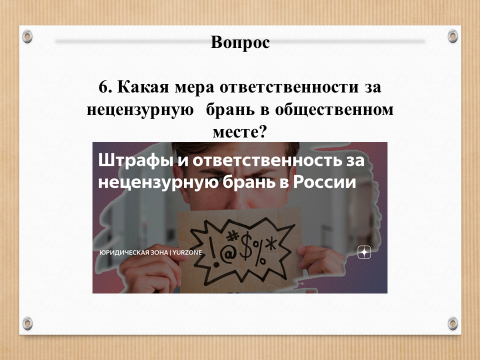 Вопрос
6. Какая мера ответственности за
нецензурную брань в общественном
месте?
Штрафы и ответственность за
нецензурную брань в России
!@#$%*
ЮРИДИЧЕСКАЯ ЗОНА | YURZONE